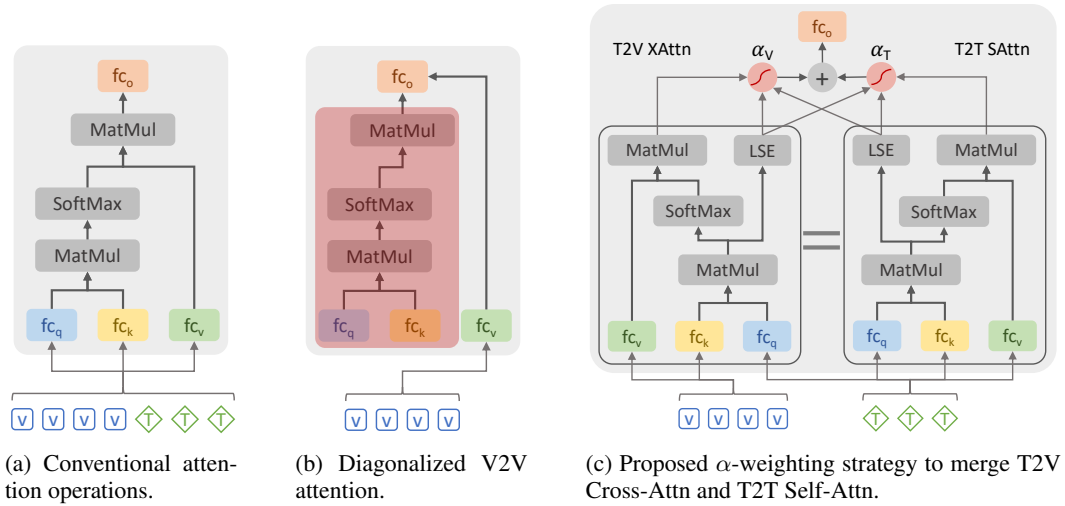 fc_o
MatMul
SoftMax
MatMul
fc_q fc_k fc_v
V V V V T T T
(a) Conventional atten-
tion operations.
fc_o
MatMul
SoftMax
MatMul
fc_q fc_k fc_v
V V V V
(b) Diagonalized V2V
attention.
fc_o
T2V XAttn α_V + α_T T2T SAttn
MatMul LSE LSE MatMul
SoftMax SoftMax
MatMul MatMul
fc_v fc_k fc_q fc_q fc_k fc_v
V V V V T T T
(c) Proposed α-weighting strategy to merge T2V
Cross-Attn and T2T Self-Attn.